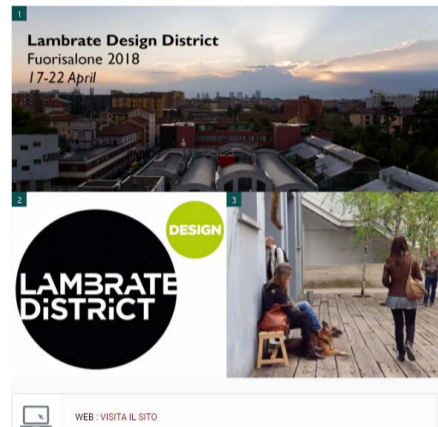 1
Lambrate Design District
Fuorisalone 2018
17-22 April
2
DESIGN
LAMBRATE
DiSTRiCT
3
WEB : VISITA IL SITO